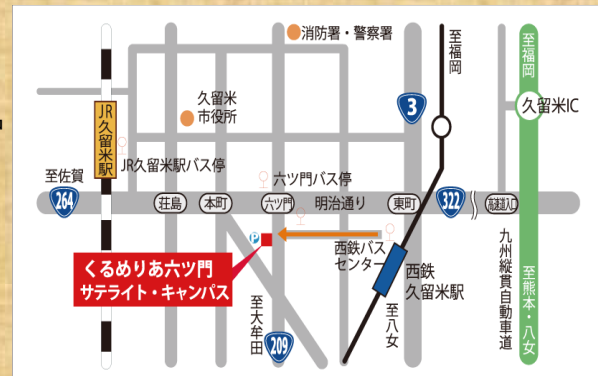 消防署・警察署
至福岡
至福岡
3
久留米IC
久留米
市役所
JR久留米駅
JR久留米駅バス停
六ツ門バス停
至佐賀
264
荘島
本町
六ツ門
明治通り
東町
322
高速道入口
P
西鉄バス
センター
西鉄
久留米駅
くるめりあ六ツ門
サテライト・キャンパス
至大牟田
209
至八女
九州縦貫自動車道
至熊本・八女